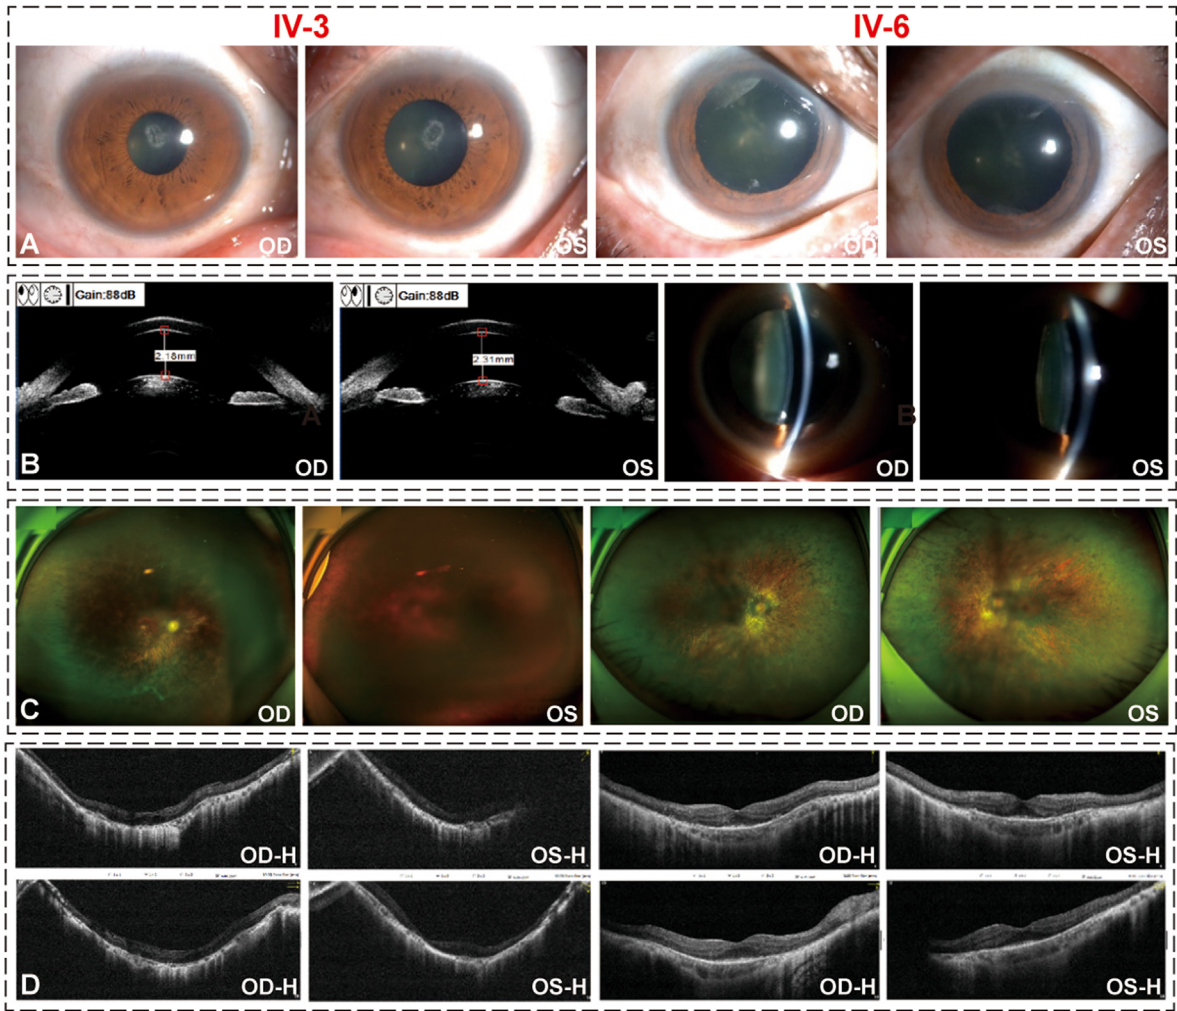 IV-3
IV-6
A
OD
OS
OD
OS
Gain:88dB
Gain:88dB
2.18mm
2.31mm
A
B
B
OD
OS
OD
OS
C
OD
OS
OD
OS
OD-H
OS-H
OD-H
OS-H
D
OD-H
OS-H
OD-H
OS-H